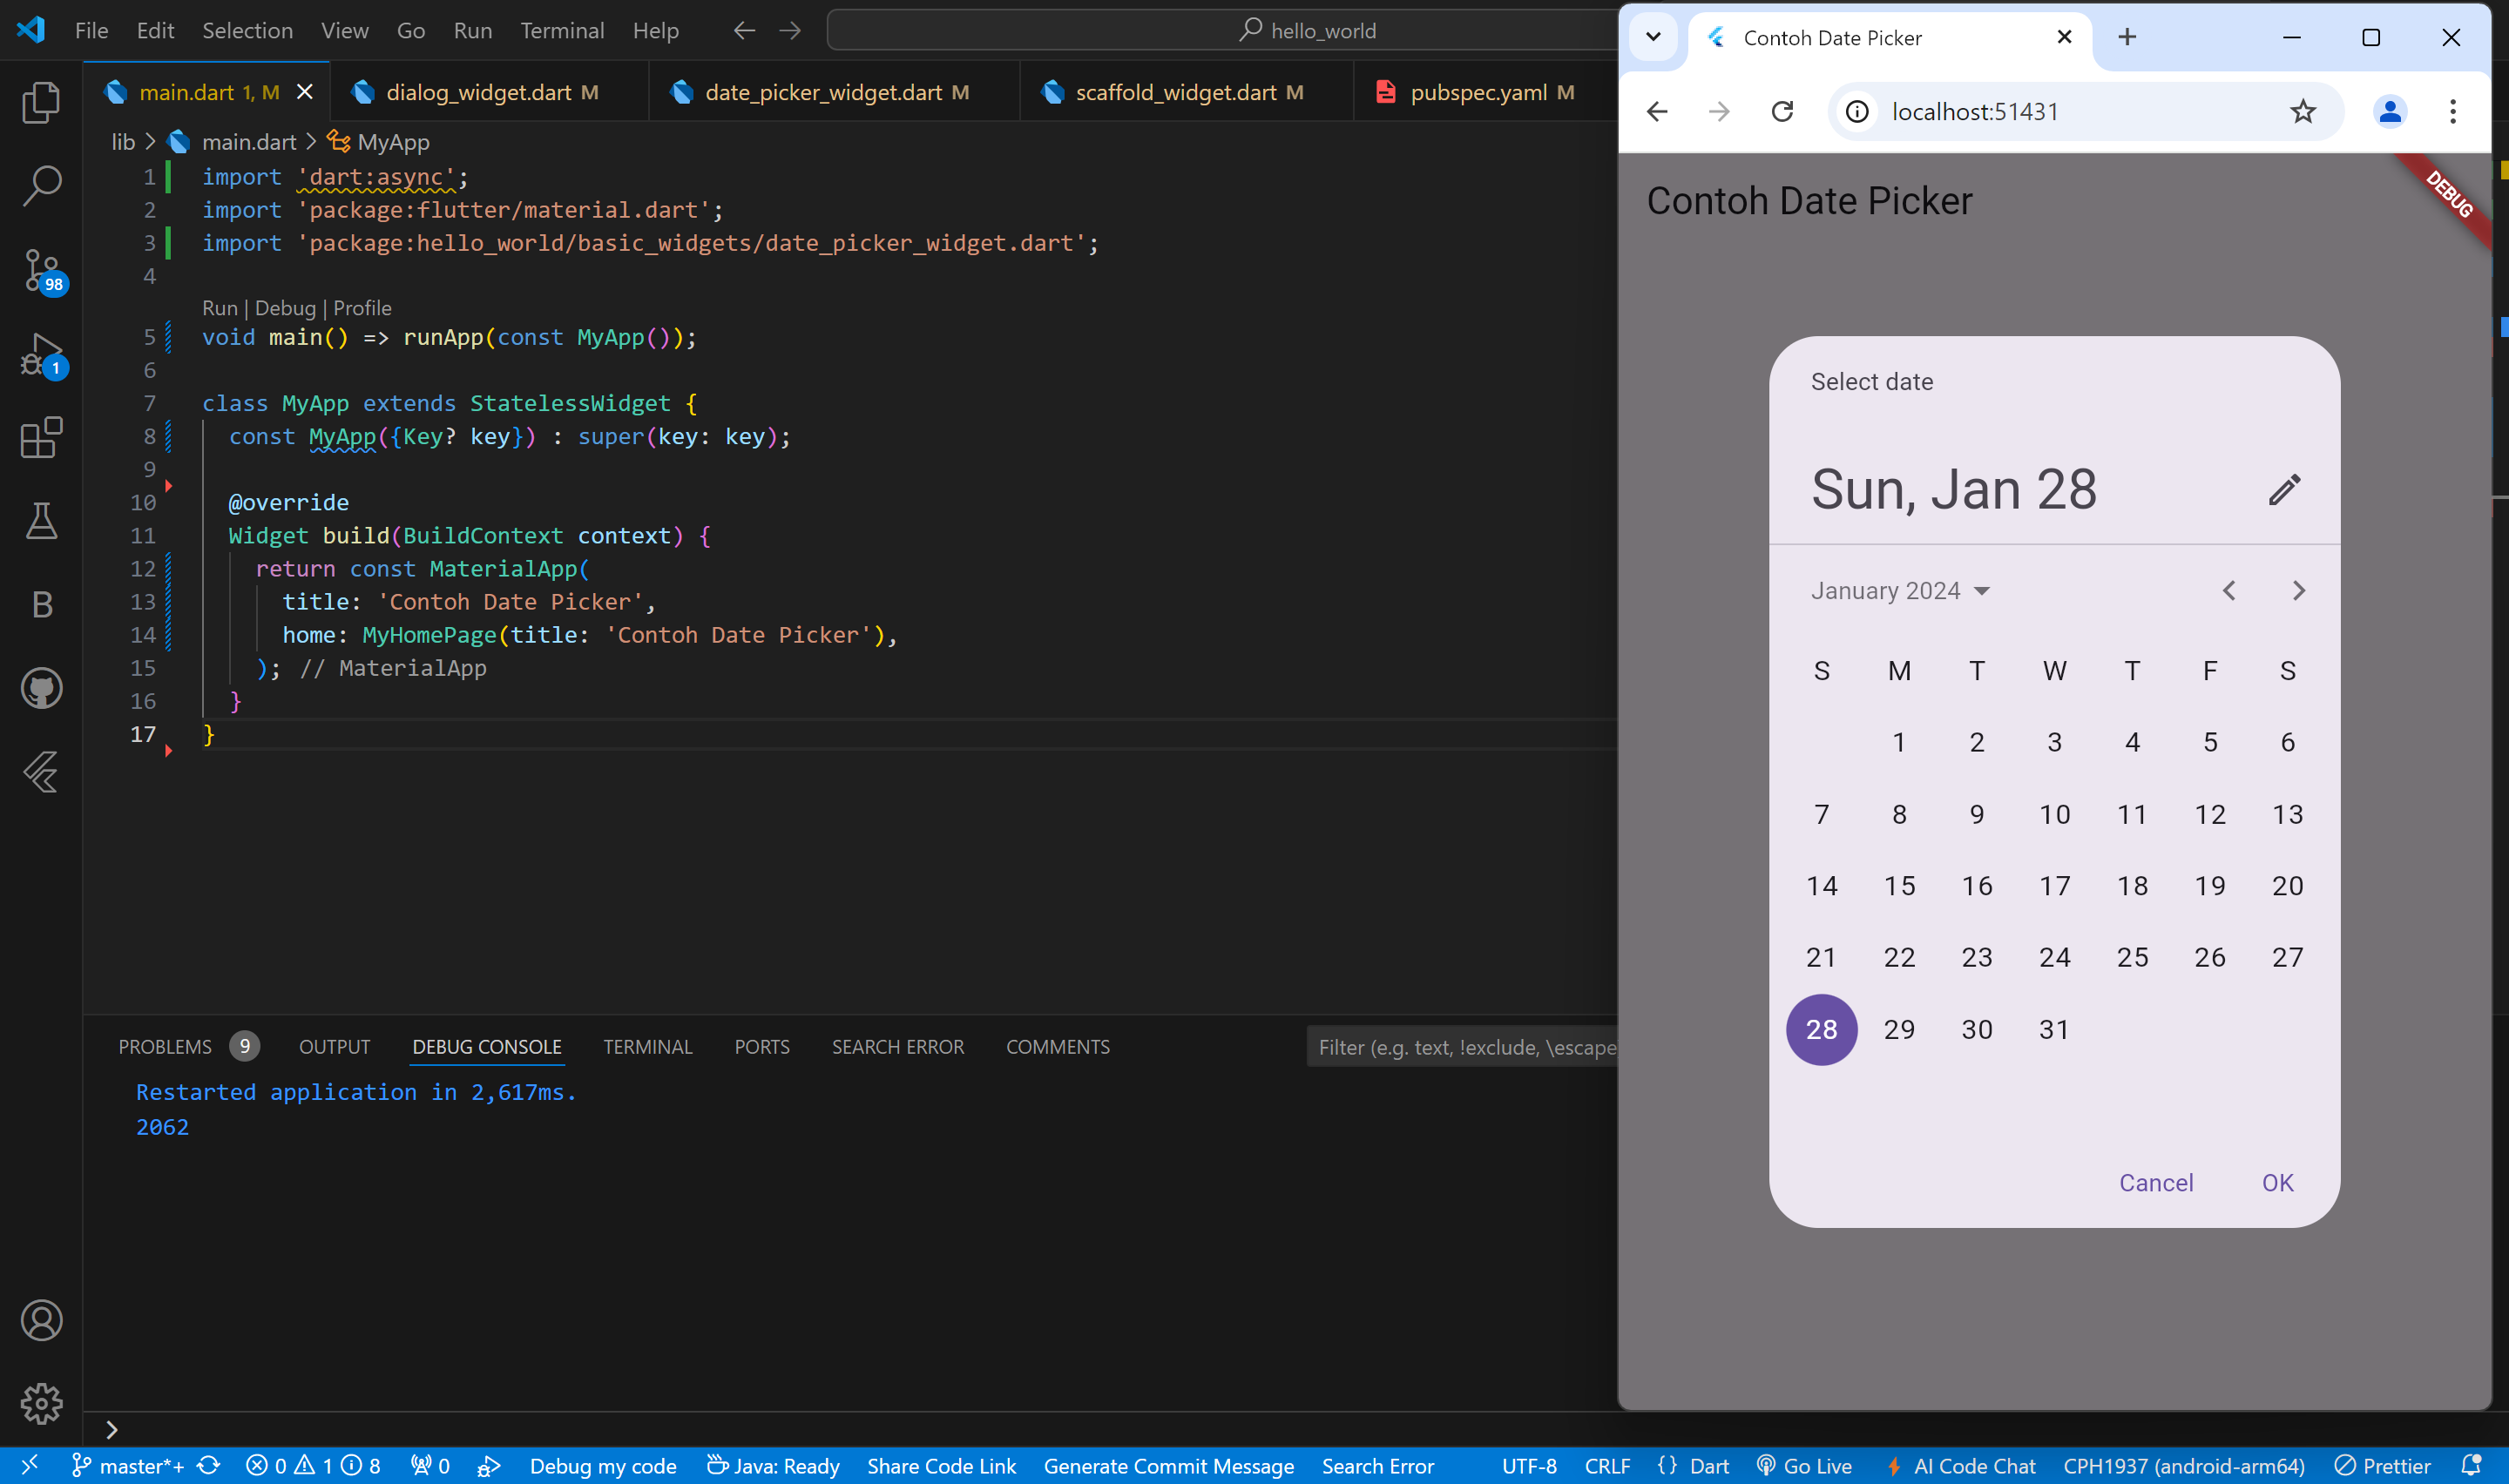 File Edit Selection View Go Run Terminal Help
hello_world
main.dart 1, M
dialog_widget.dart M
date_picker_widget.dart M
scaffold_widget.dart M
pubspec.yaml M
lib > main.dart > MyApp
1 import 'dart:async';
2 import 'package:flutter/material.dart';
3 import 'package:hello_world/basic_widgets/date_picker_widget.dart';
4
Run | Debug | Profile
5 void main() => runApp(const MyApp());
6
7 class MyApp extends StatelessWidget {
8 const MyApp({Key? key}) : super(key: key);
9
10 @override
11 Widget build(BuildContext context) {
12 return const MaterialApp(
13 title: 'Contoh Date Picker',
14 home: MyHomePage(title: 'Contoh Date Picker'),
15 ); // MaterialApp
16 }
17 }
98
1
B
PROBLEMS 9 OUTPUT DEBUG CONSOLE TERMINAL PORTS SEARCH ERROR COMMENTS
Filter (e.g. text, !exclude, \escape
Restarted application in 2,617ms.
2062
master*+ 0 1 8 0 Debug my code Java: Ready Share Code Link Generate Commit Message Search Error UTF-8 CRLF {} Dart Go Live AI Code Chat CPH1937 (android-arm64) Prettier
Contoh Date Picker
localhost:51431
Contoh Date Picker
DEBUG
Select date
Sun, Jan 28
January 2024
S M T W T F S
1 2 3 4 5 6
7 8 9 10 11 12 13
14 15 16 17 18 19 20
21 22 23 24 25 26 27
28 29 30 31
Cancel OK